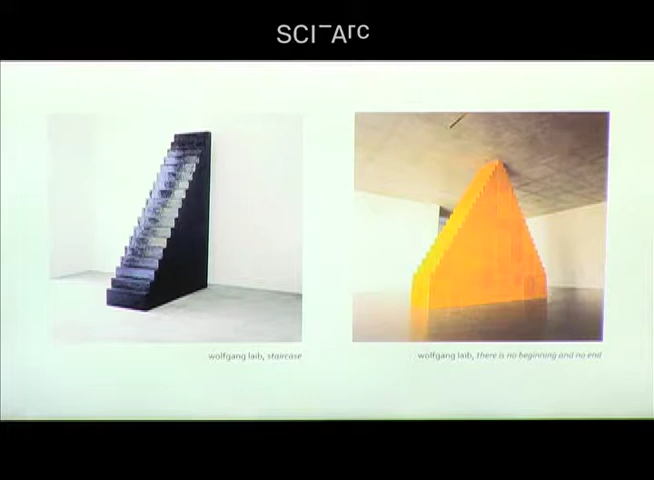 SCI-Arc
wolfgang laib, staircase
wolfgang laib, there is no beginning and no end